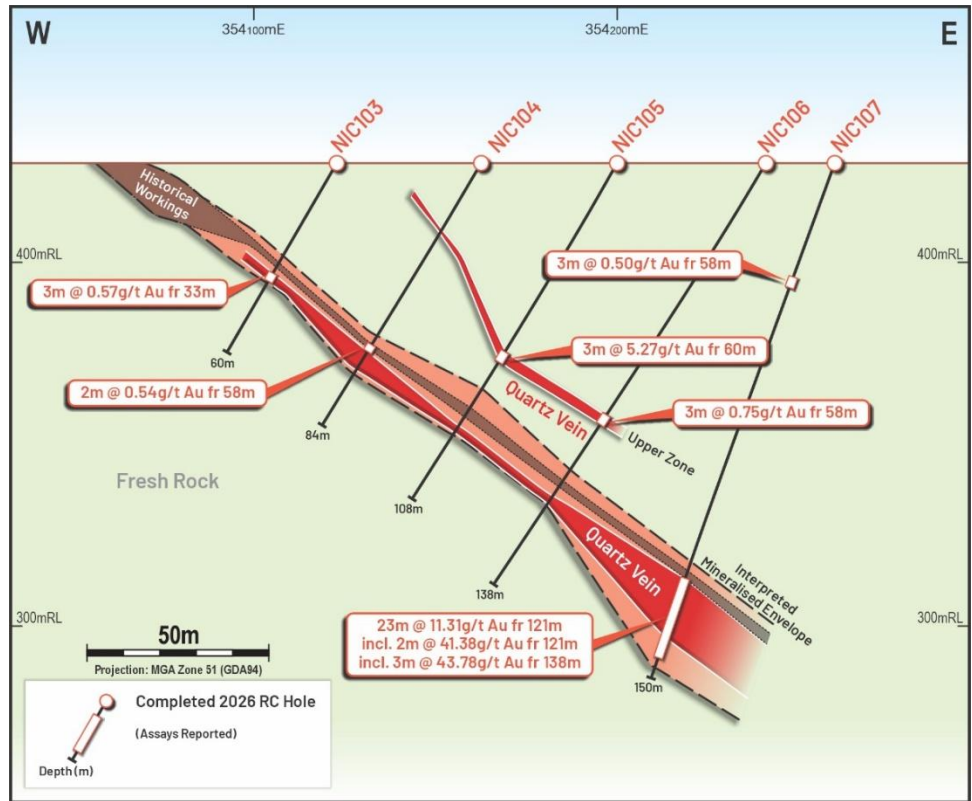 W
354100mE
354200mE
E
NIC103
NIC104
NIC105
NIC106
NIC107
Historical
Workings
400mRL
400mRL
3m @ 0.50g/t Au fr 58m
3m @ 0.57g/t Au fr 33m
3m @ 5.27g/t Au fr 60m
60m
2m @ 0.54g/t Au fr 58m
Quartz Vein
3m @ 0.75g/t Au fr 58m
84m
Upper Zone
Fresh Rock
108m
Quartz Vein
Interpreted
Mineralised Envelope
138m
300mRL
300mRL
23m @ 11.31g/t Au fr 121m
incl. 2m @ 41.38g/t Au fr 121m
incl. 3m @ 43.78g/t Au fr 138m
50m
Projection: MGA Zone 51 (GDA94)
150m
Completed 2026 RC Hole
(Assays Reported)
Depth (m)